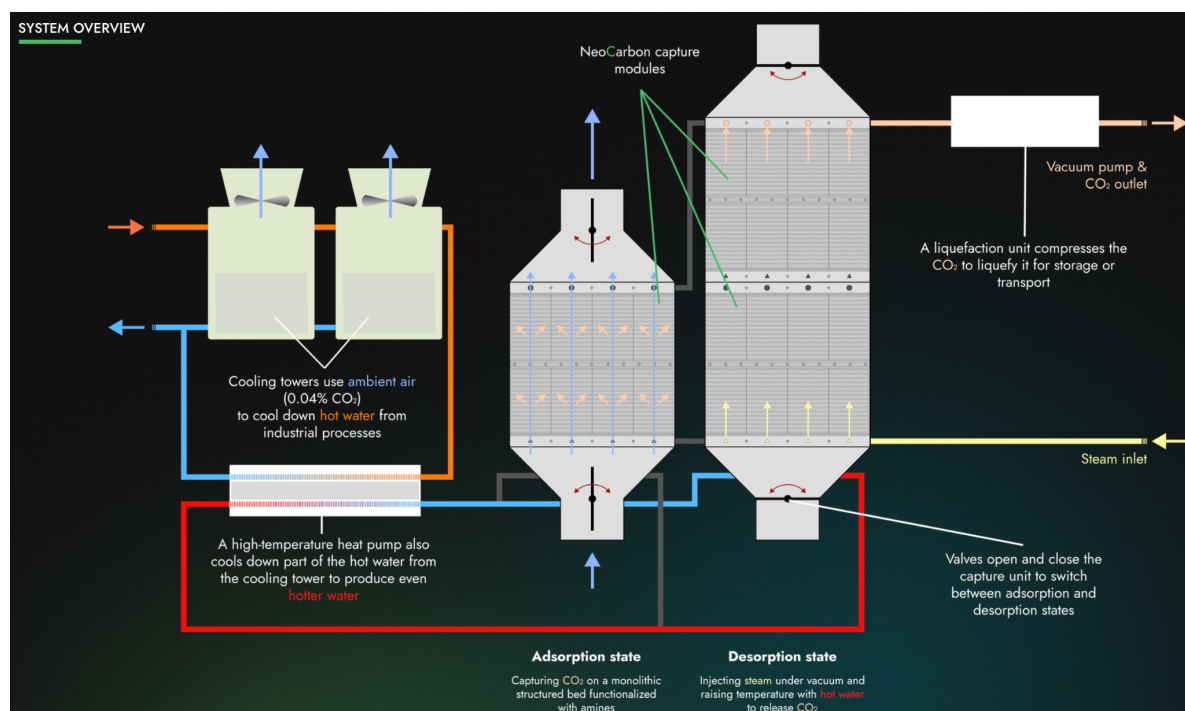 SYSTEM OVERVIEW
NeoCarbon capture
modules
Vacuum pump &
CO₂ outlet
A liquefaction unit compresses the
CO₂ to liquefy it for storage or
transport
Cooling towers use ambient air
(0.04% CO₂)
to cool down hot water from
industrial processes
Steam inlet
A high-temperature heat pump also
cools down part of the hot water from
the cooling tower to produce even
hotter water
Valves open and close the
capture unit to switch
between adsorption and
desorption states
Adsorption state
Capturing CO₂ on a monolithic
structured bed functionalized
with amines
Desorption state
Injecting steam under vacuum and
raising temperature with hot water
to release CO₂